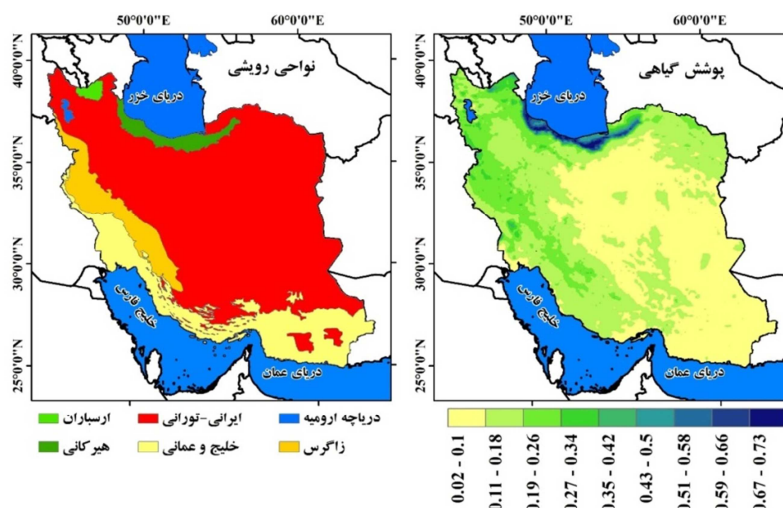 50°0'0"E 60°0'0"E
40°0'0"N
35°0'0"N
30°0'0"N
25°0'0"N
نواحی رویشی
دریای خزر
خلیج فارس
دریای عمان
ارسباران
ایرانی-تورانی
دریاچه ارومیه
هیرکانی
خلیج و عمانی
زاگرس
50°0'0"E 60°0'0"E
40°0'0"N
35°0'0"N
30°0'0"N
25°0'0"N
پوشش گیاهی
دریای خزر
خلیج فارس
دریای عمان
0.02 - 0.1
0.11 - 0.18
0.19 - 0.26
0.27 - 0.34
0.35 - 0.42
0.43 - 0.5
0.51 - 0.58
0.59 - 0.66
0.67 - 0.73